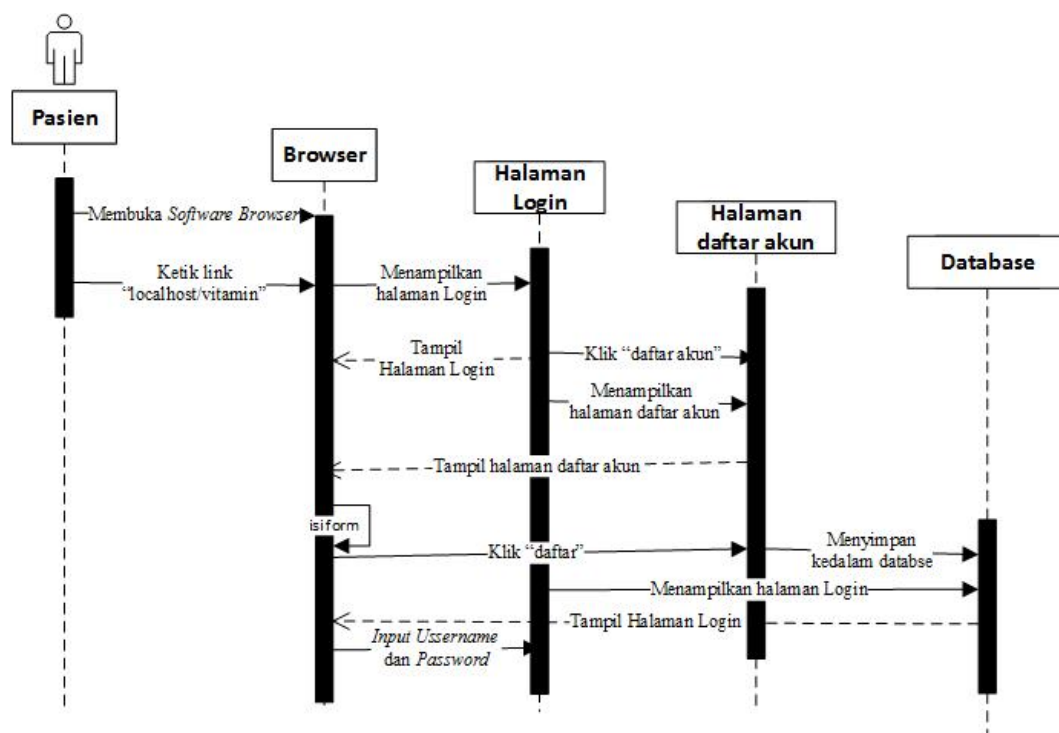 Pasien
Browser
Halaman
Login
Halaman
daftar akun
Database
Membuka Software Browser
Ketik link
“localhost/vitamin”
Menampilkan
halaman Login
Tampil
Halaman Login
Klik “daftar akun”
Menampilkan
halaman daftar akun
Tampil halaman daftar akun
isi form
Klik “daftar”
Menyimpan
kedalam databse
Menampilkan halaman Login
Tampil Halaman Login
Input Ussername
dan Password